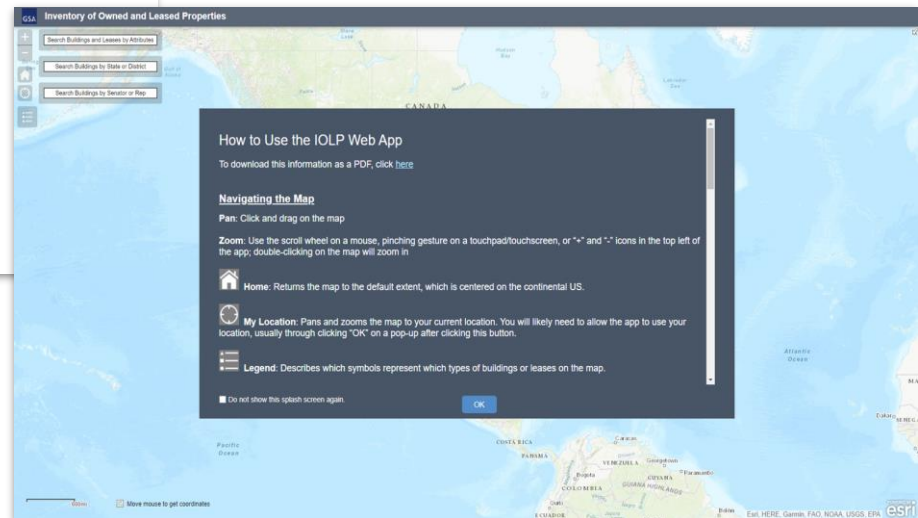 GSA Inventory of Owned and Leased Properties
Search Buildings and Leases by Attributes
Search Buildings by State or District
Search Buildings by Senator or Rep
CANADA
How to Use the IOLP Web App
To download this information as a PDF, click here
Navigating the Map
Pan: Click and drag on the map
Zoom: Use the scroll wheel on a mouse, pinching gesture on a touchpad/touchscreen, or "+" and "-" icons in the top left of
the app; double-clicking on the map will zoom in
Home: Returns the map to the default extent, which is centered on the continental US.
My Location: Pans and zooms the map to your current location. You will likely need to allow the app to use your
location, usually through clicking "OK" on a pop-up after clicking this button.
Legend: Describes which symbols represent which types of buildings or leases on the map.
Do not show this splash screen again.
OK
Atlantic
Ocean
Pacific
Ocean
COSTA RICA
PANAMA
Caracas
VENEZUELA
Georgetown
Paramaribo
GUYANA
Bogota
COLOMBIA
GUIANA HIGHLANDS
Quito
ECUADOR
Dakar
SENEG
Move mouse to get coordinates
Esri, HERE, Garmin, FAO, NOAA, USGS, EPA
esri